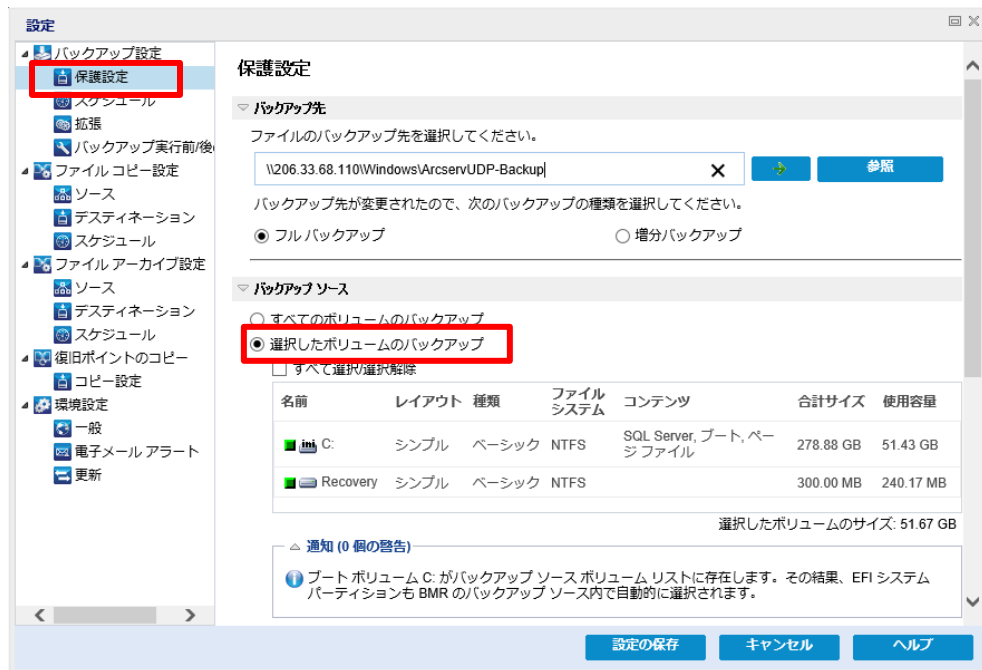 設定
バックアップ設定
保護設定
スケジュール
拡張
バックアップ実行前/後
ファイル コピー設定
ソース
デスティネーション
スケジュール
ファイル アーカイブ設定
ソース
デスティネーション
スケジュール
復旧ポイントのコピー
コピー設定
環境設定
一般
電子メール アラート
更新
保護設定
バックアップ先
ファイルのバックアップ先を選択してください。
\\206.33.68.110\Windows\ArcservUDP-Backup
参照
バックアップ先が変更されたので、次のバックアップの種類を選択してください。
フル バックアップ 増分バックアップ
バックアップ ソース
すべてのボリュームのバックアップ
選択したボリュームのバックアップ
すべて選択/選択解除
名前 レイアウト 種類 ファイル システム コンテンツ 合計サイズ 使用容量
C: シンプル ベーシック NTFS SQL Server, ブート, ページ ファイル 278.88 GB 51.43 GB
Recovery シンプル ベーシック NTFS 300.00 MB 240.17 MB
選択したボリュームのサイズ: 51.67 GB
通知 (0 個の警告)
ブート ボリューム C: がバックアップ ソース ボリューム リストに存在します。その結果、EFI システム
パーティションも BMR のバックアップ ソース内で自動的に選択されます。
設定の保存 キャンセル ヘルプ